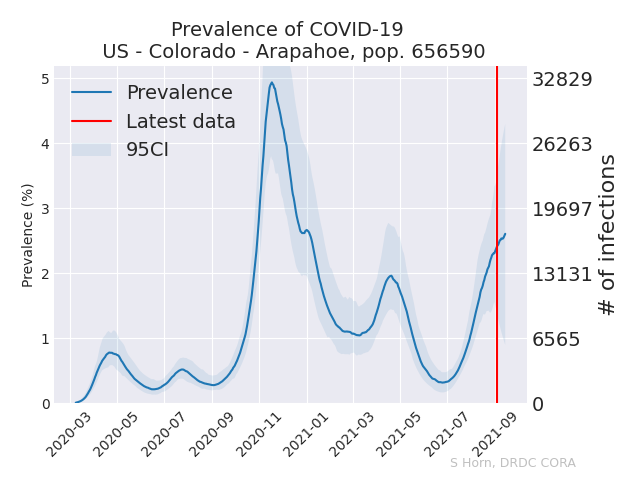 Prevalence of COVID-19
US - Colorado - Arapahoe, pop. 656590
Prevalence
Latest data
95CI
Prevalence (%)
5
4
3
2
1
0
32829
26263
19697
13131
6565
0
# of infections
2020-03
2020-05
2020-07
2020-09
2020-11
2021-01
2021-03
2021-05
2021-07
2021-09
S Horn, DRDC CORA